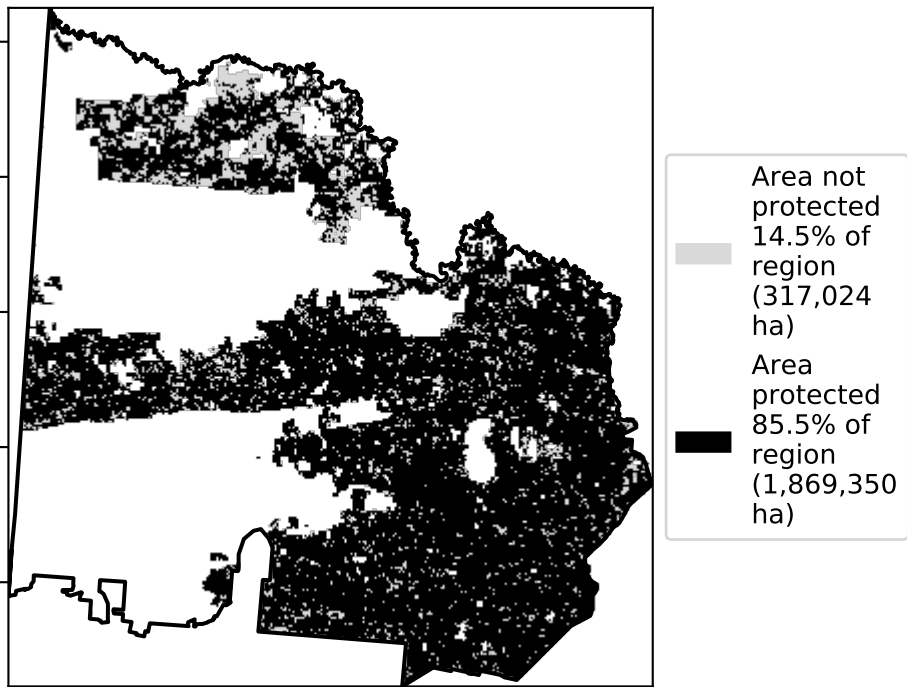 Area not
protected
14.5% of
region
(317,024
ha)
Area
protected
85.5% of
region
(1,869,350
ha)